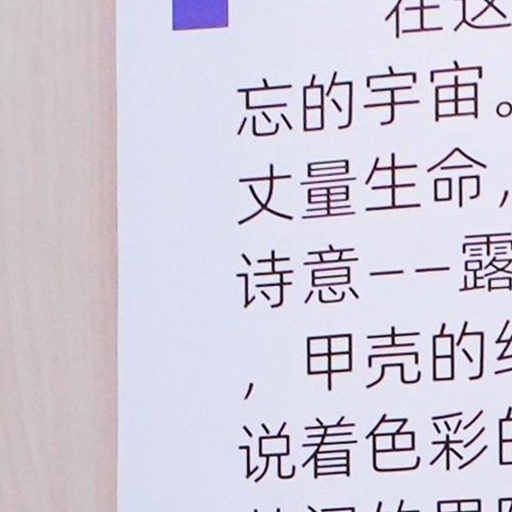 在这
忘的宇宙。
丈量生命，
诗意--露
，甲壳的
说着色彩的